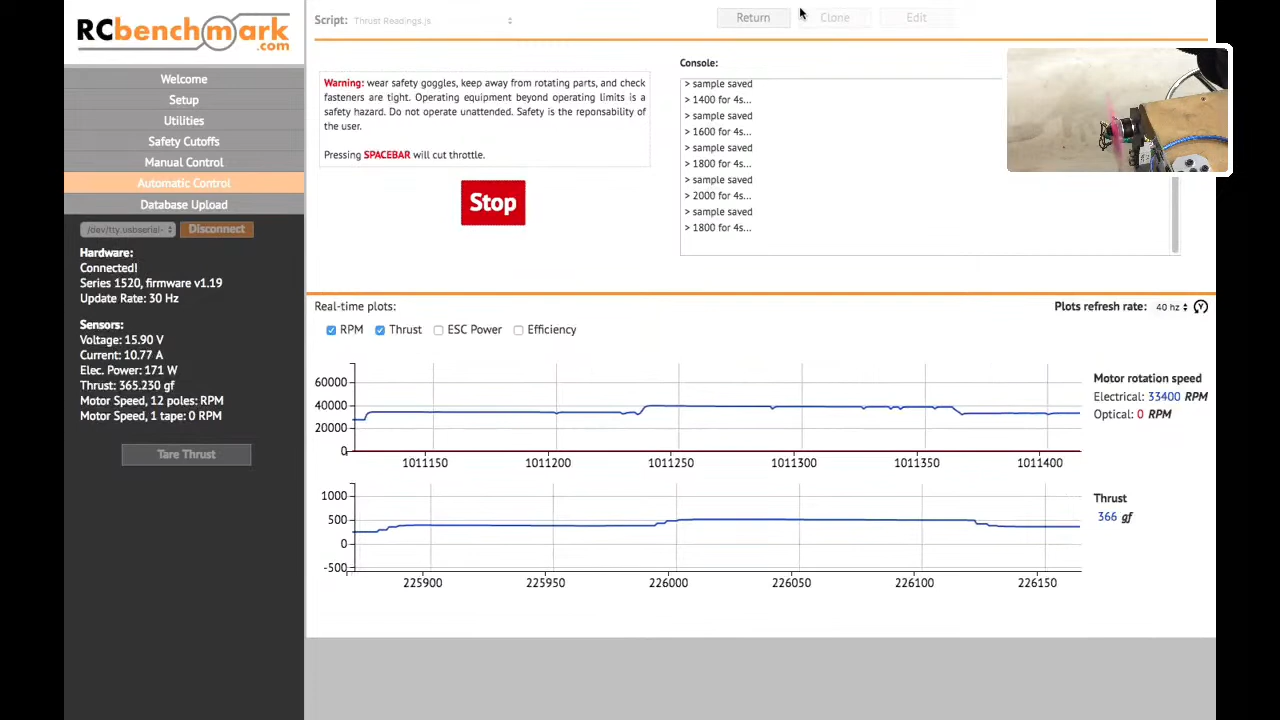 RCbenchmark
.com
Welcome
Setup
Utilities
Safety Cutoffs
Manual Control
Automatic Control
Database Upload
/dev/tty.usbserial-
Disconnect
Hardware:
Connected!
Series 1520, firmware v1.19
Update Rate: 30 Hz
Sensors:
Voltage: 15.90 V
Current: 10.77 A
Elec. Power: 171 W
Thrust: 365.230 gf
Motor Speed, 12 poles: RPM
Motor Speed, 1 tape: 0 RPM
Tare Thrust
Script: Thrust Readings.js
Return
Clone
Edit
Warning: wear safety goggles, keep away from rotating parts, and check
fasteners are tight. Operating equipment beyond operating limits is a
safety hazard. Do not operate unattended. Safety is the reponsability of
the user.
Pressing SPACEBAR will cut throttle.
Stop
Console:
> sample saved
> 1400 for 4s...
> sample saved
> 1600 for 4s...
> sample saved
> 1800 for 4s...
> sample saved
> 2000 for 4s...
> sample saved
> 1800 for 4s...
Real-time plots:
Plots refresh rate: 40 hz
RPM Thrust ESC Power Efficiency
60000
40000
20000
0
1011150 1011200 1011250 1011300 1011350 1011400
Motor rotation speed
Electrical: 33400 RPM
Optical: 0 RPM
1000
500
0
-500
225900 225950 226000 226050 226100 226150
Thrust
366 gf